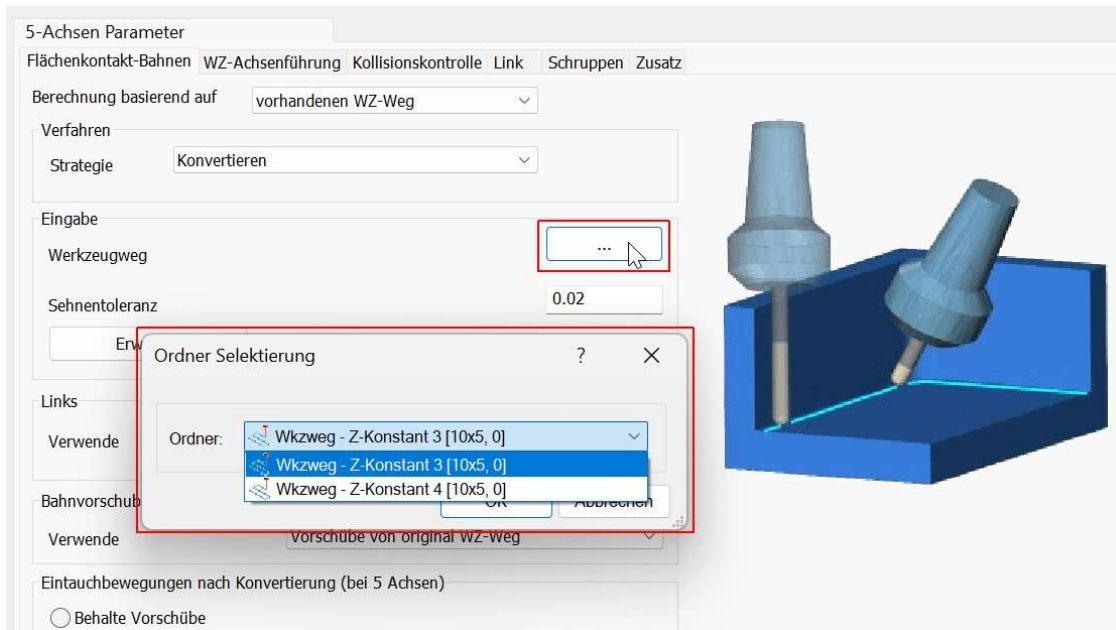 5-Achsen Parameter
Flächenkontakt-Bahnen WZ-Achsenführung Kollisionskontrolle Link Schruppen Zusatz
Berechnung basierend auf vorhandenen WZ-Weg
Verfahren
Strategie Konvertieren
Eingabe
Werkzeugweg ...
Sehnentoleranz 0.02
Erw
Ordner Selektierung ? X
Links
Verwende
Ordner: Wkzweg - Z-Konstant 3 [10x5, 0]
Wkzweg - Z-Konstant 3 [10x5, 0]
Wkzweg - Z-Konstant 4 [10x5, 0]
OK Abbrechen
Bahnvorschub
Verwende Vorschübe von original WZ-Weg
Eintauchbewegungen nach Konvertierung (bei 5 Achsen)
Behalte Vorschübe